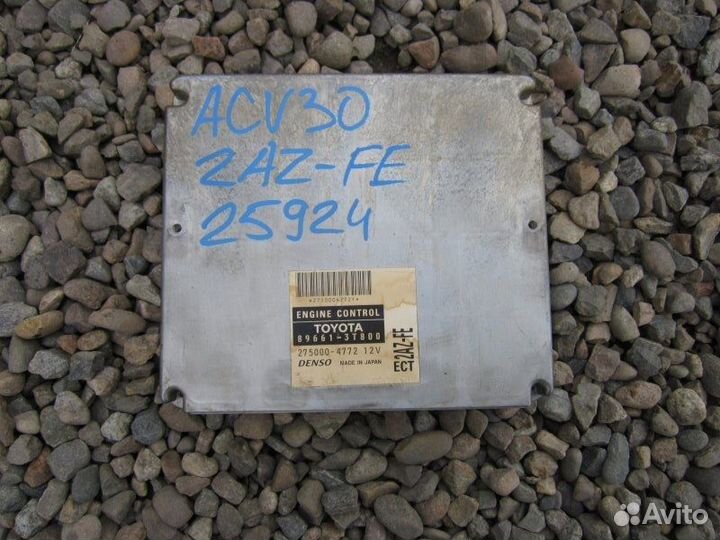 ACV30
2AZ-FE
25924
*2750004772Y*
ENGINE CONTROL
TOYOTA
89661-3T800
275000-4772 12V
DENSO MADE IN JAPAN
2AZ-FE
ECT
Avito